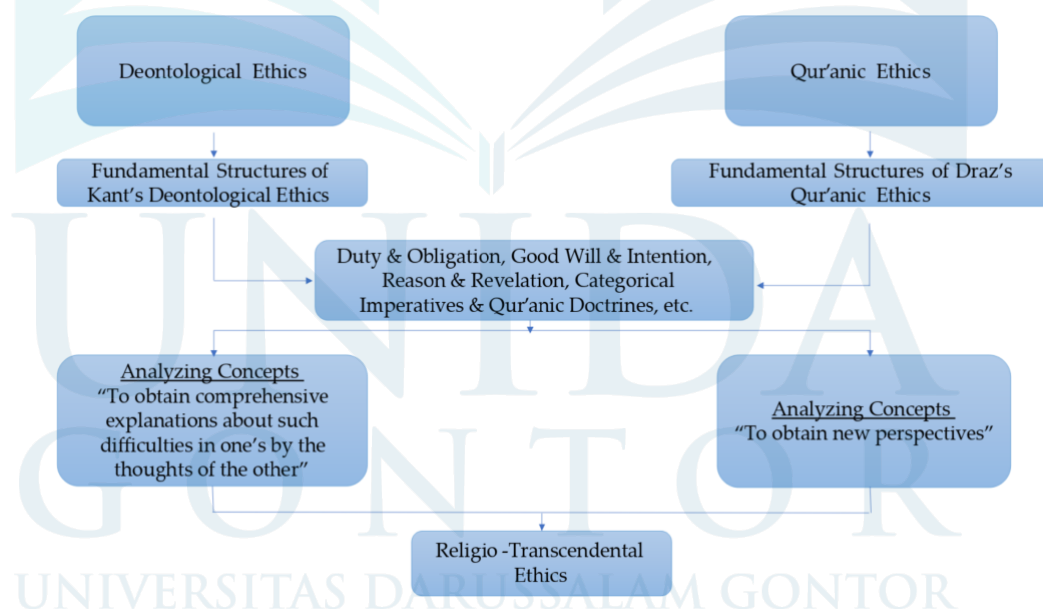 Deontological Ethics
Qur'anic Ethics
Fundamental Structures of
Kant's Deontological Ethics
Fundamental Structures of Draz's
Qur'anic Ethics
Duty & Obligation, Good Will & Intention,
Reason & Revelation, Categorical
Imperatives & Qur'anic Doctrines, etc.
Analyzing Concepts
"To obtain comprehensive
explanations about such
difficulties in one's by the
thoughts of the other"
Analyzing Concepts
"To obtain new perspectives"
Religio -Transcendental
Ethics
UNIDA
GONTOR
UNIVERSITAS DARUSSALAM GONTOR